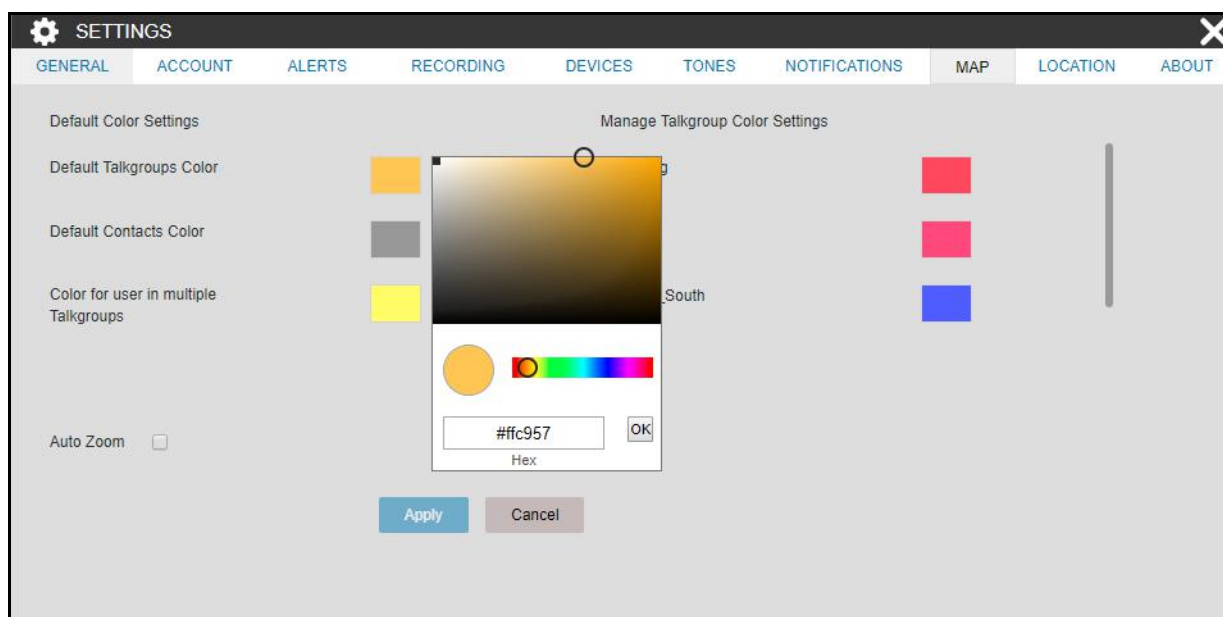 SETTINGS
GENERAL ACCOUNT ALERTS RECORDING DEVICES TONES NOTIFICATIONS MAP LOCATION ABOUT
Default Color Settings Manage Talkgroup Color Settings
Default Talkgroups Color
Default Contacts Color
Color for user in multiple
Talkgroups
_South
#ffc957 OK
Hex
Auto Zoom
Apply Cancel